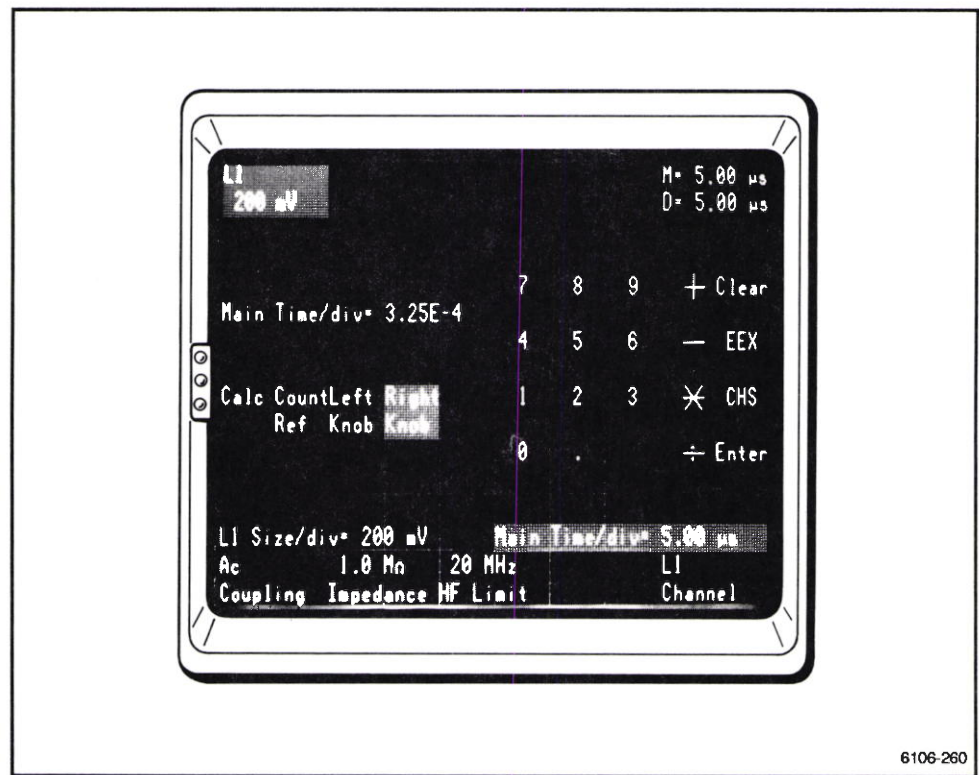 L1
200 mV
M= 5.00 µs
D= 5.00 µs
7 8 9 + Clear
Main Time/div= 3.25E-4
4 5 6 — EEX
Calc Count Left Right
Ref Knob Knob
1 2 3 ✳ CHS
0 . ÷ Enter
L1 Size/div= 200 mV Main Time/div= 5.00 µs
Ac 1.0 MΩ 20 MHz L1
Coupling Impedance HF Limit Channel
6106-260